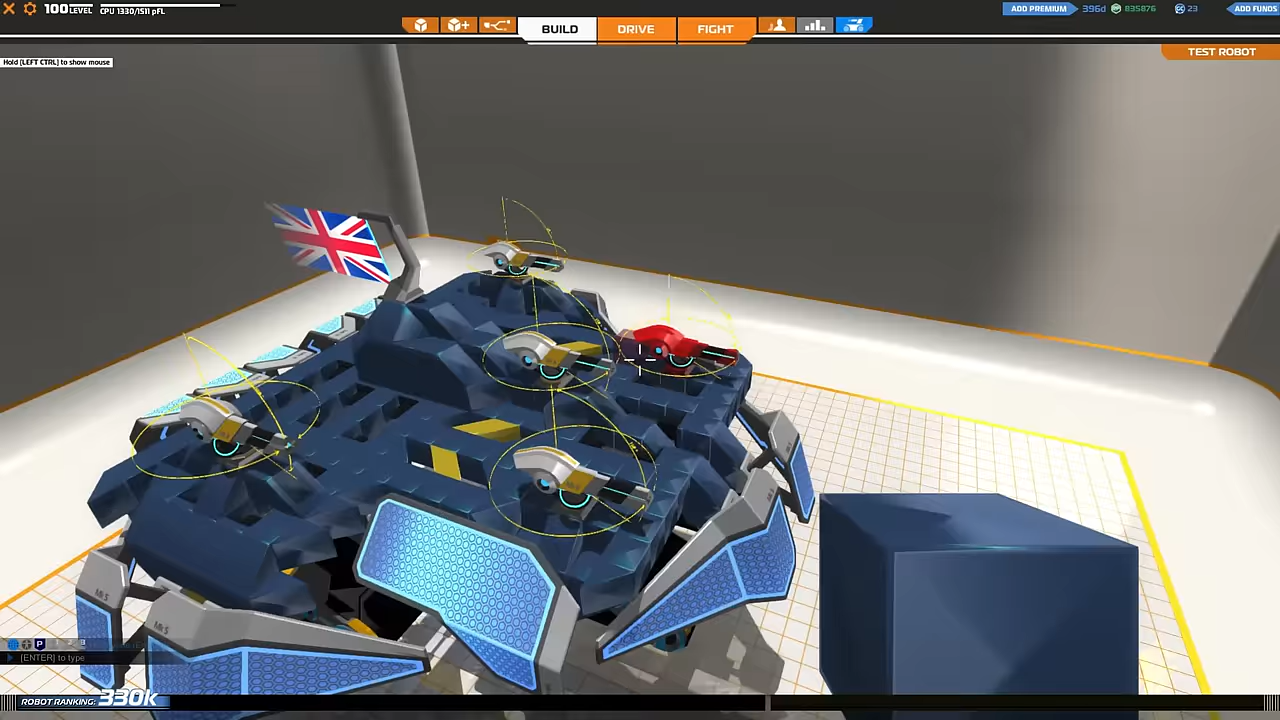 100 LEVEL CPU 1330/1511 pFL
BUILD DRIVE FIGHT
ADD PREMIUM 396d 835876 23 ADD FUNDS
TEST ROBOT
Hold [LEFT CTRL] to show mouse
P
[ENTER] to type
ROBOT RANKING: 330k